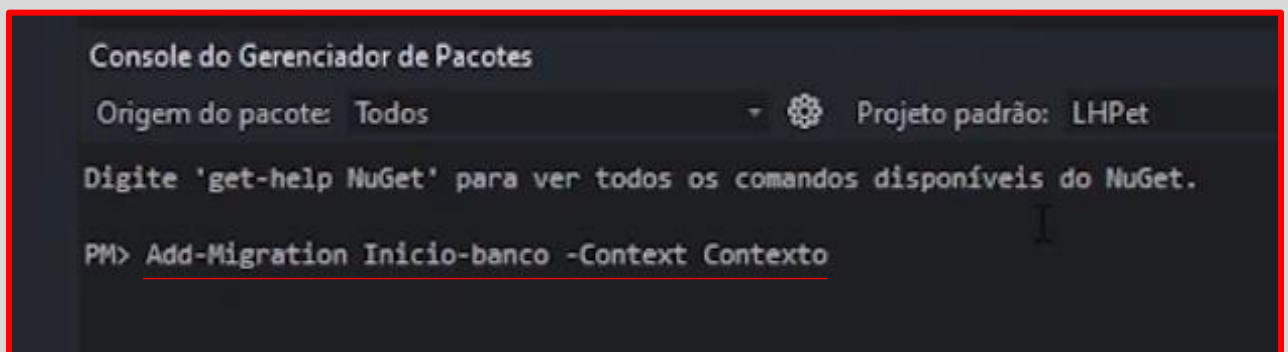 Console do Gerenciador de Pacotes
Origem do pacote: Todos Projeto padrão: LHPet
Digite 'get-help NuGet' para ver todos os comandos disponíveis do NuGet.
PM> Add-Migration Inicio-banco -Context Contexto